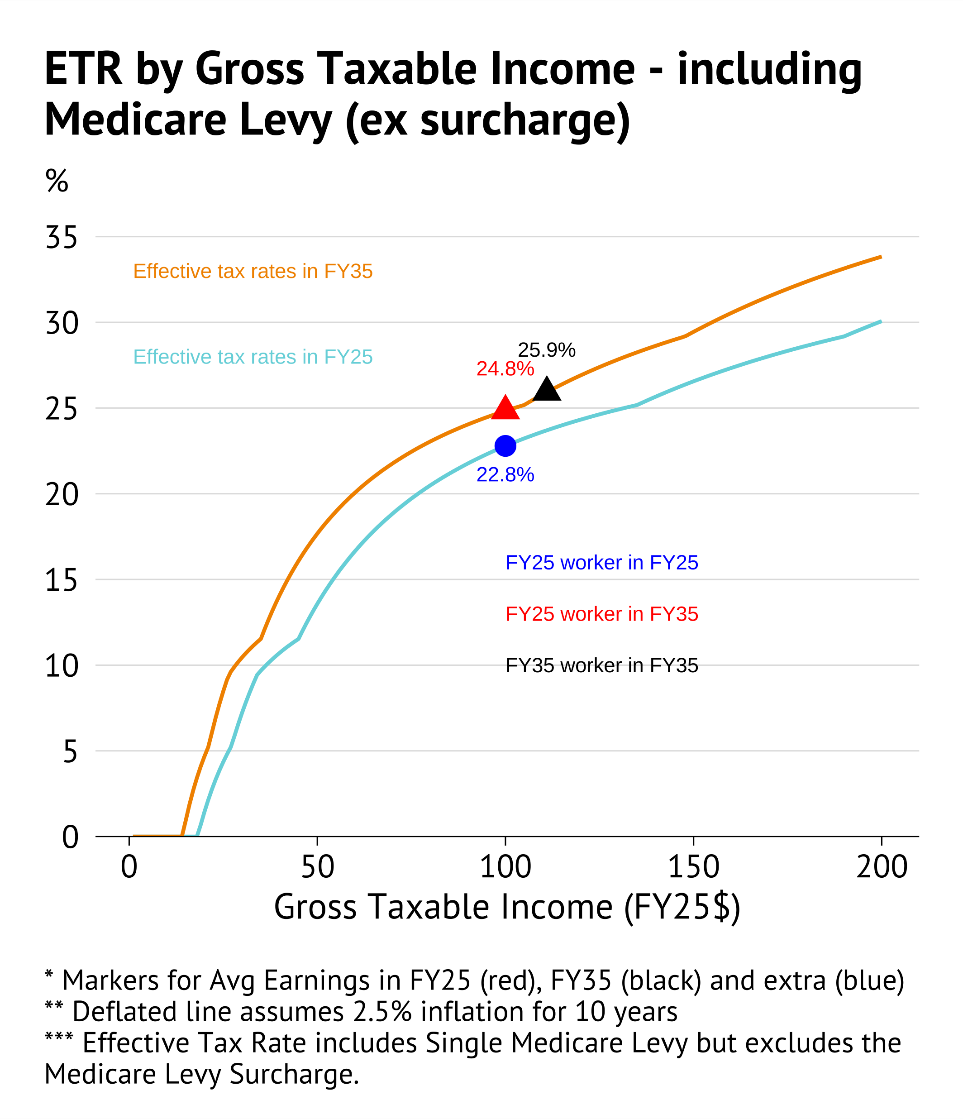 ETR by Gross Taxable Income - including
Medicare Levy (ex surcharge)
%
35
Effective tax rates in FY35
30
25.9%
Effective tax rates in FY25
24.8%
25
22.8%
20
FY25 worker in FY25
15
FY25 worker in FY35
10
FY35 worker in FY35
5
0
0 50 100 150 200
Gross Taxable Income (FY25$)
* Markers for Avg Earnings in FY25 (red), FY35 (black) and extra (blue)
** Deflated line assumes 2.5% inflation for 10 years
*** Effective Tax Rate includes Single Medicare Levy but excludes the
Medicare Levy Surcharge.